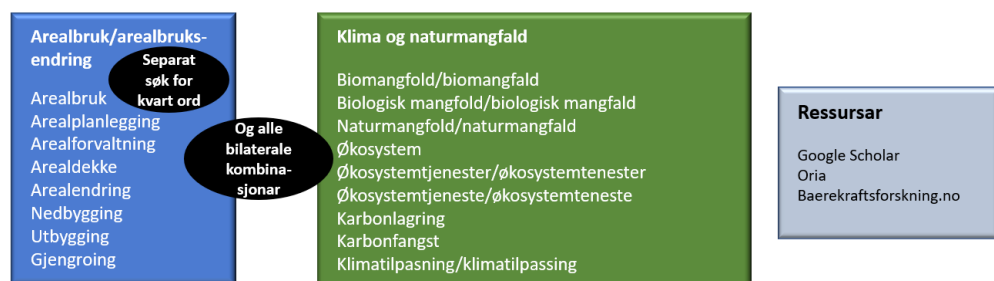 Arealbruk/arealbruks-
endring
Arealbruk
Arealplanlegging
Arealforvaltning
Arealdekke
Arealendring
Nedbygging
Utbygging
Gjengroing
Separat
søk for
kvart ord
Og alle
bilaterale
kombina-
sjonar
Klima og naturmangfald
Biomangfold/biomangfald
Biologisk mangfold/biologisk mangfald
Naturmangfold/naturmangfald
Økosystem
Økosystemtjenester/økosystemtenester
Økosystemtjeneste/økosystemteneste
Karbonlagring
Karbonfangst
Klimatilpasning/klimatilpassing
Ressursar
Google Scholar
Oria
Baerekraftsforskning.no